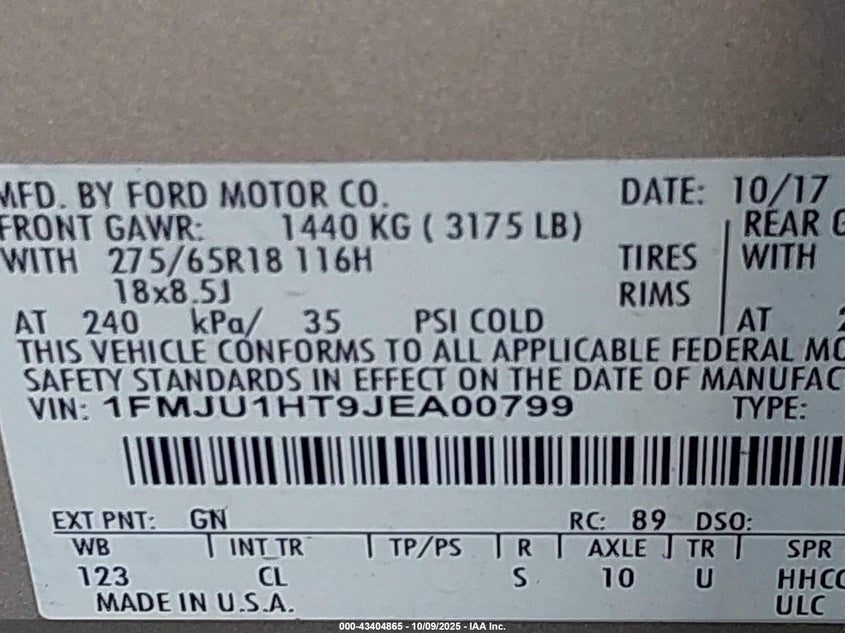 MFD. BY FORD MOTOR CO. DATE: 10/17
FRONT GAWR: 1440 KG ( 3175 LB) REAR
WITH 275/65R18 116H TIRES WITH
18x8.5J RIMS
AT 240 kPa/ 35 PSI COLD AT
THIS VEHICLE CONFORMS TO ALL APPLICABLE FEDERAL
SAFETY STANDARDS IN EFFECT ON THE DATE OF
VIN: 1FMJU1HT9JEA00799 TYPE:
EXT PNT: GN RC: 89 DSO:
WB INT TR TP/PS R AXLE TR SPR
123 CL S 10 U
MADE IN U.S.A. ULC
000-43404865 - 10/09/2025 - IAA Inc.